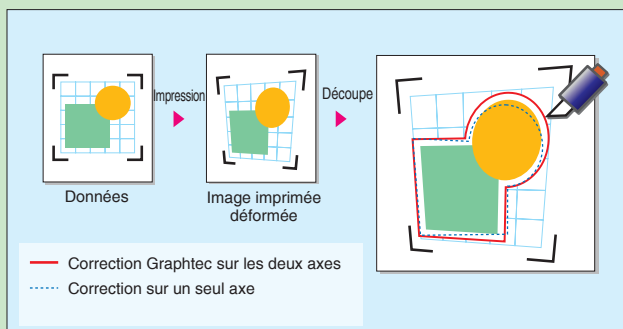 Impression
Découpe
Données
Image imprimée
déformée
Correction Graphtec sur les deux axes
Correction sur un seul axe